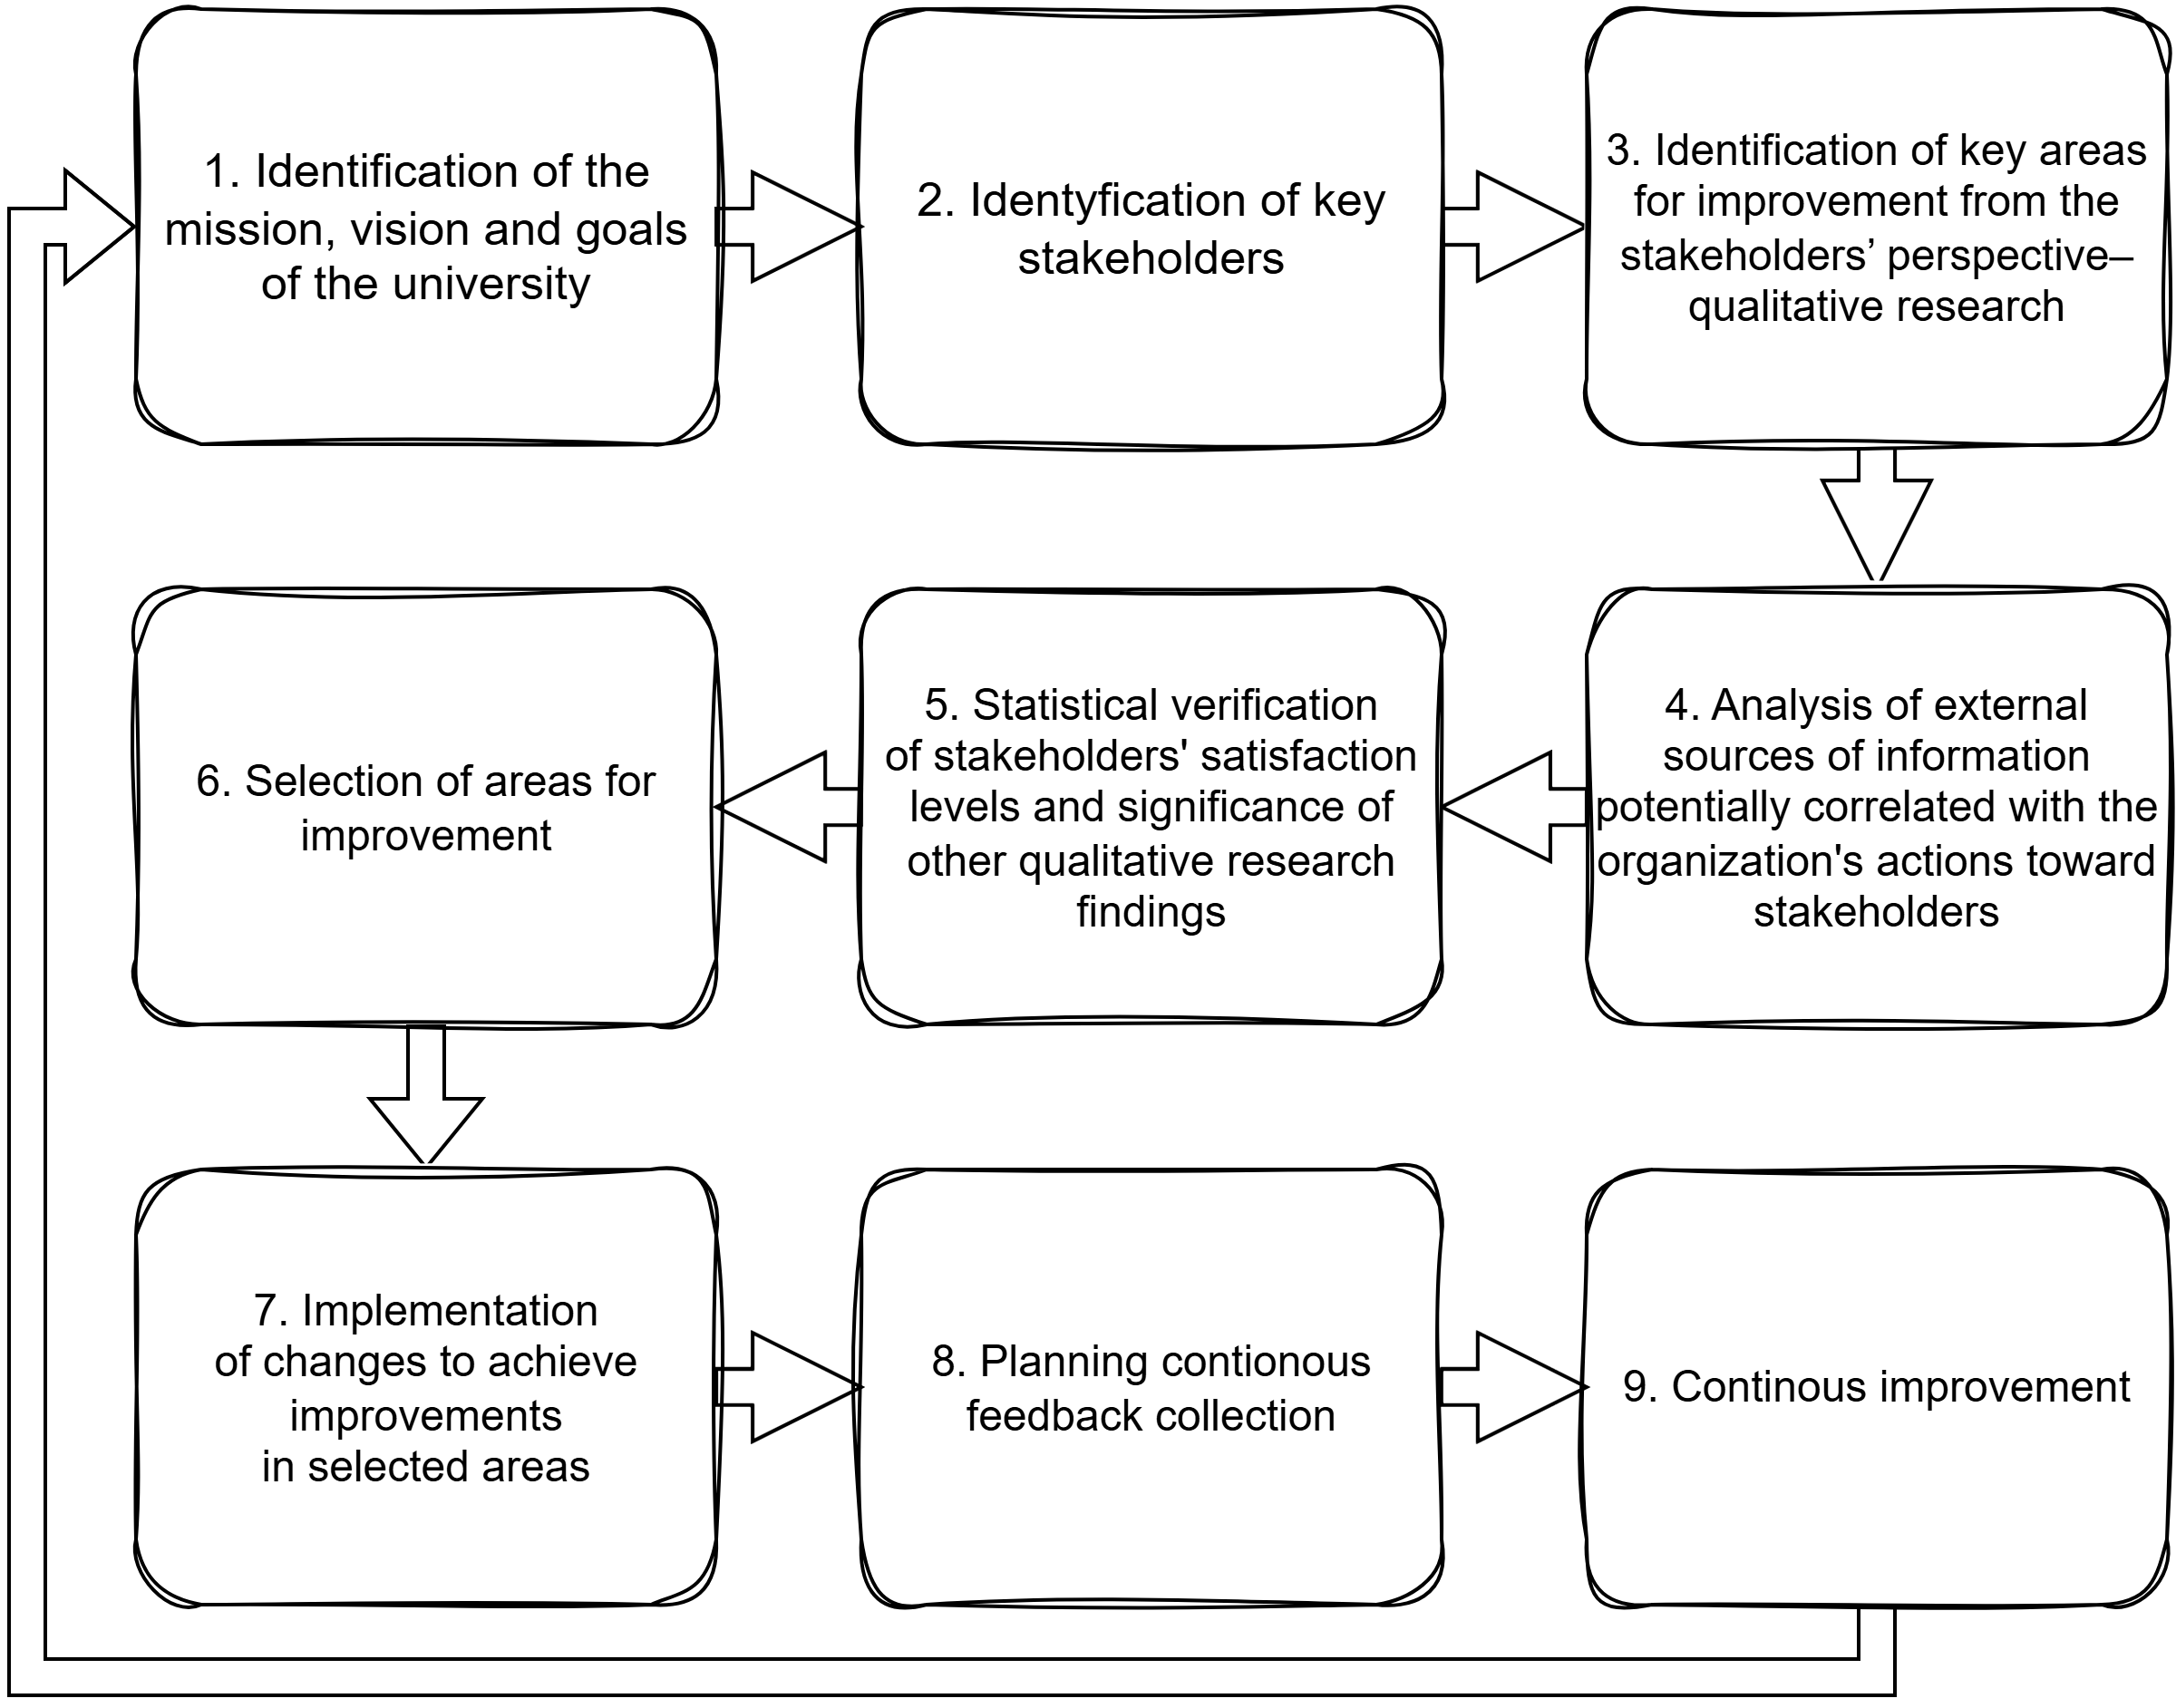 1. Identification of the
mission, vision and goals
of the university
2. Identyfication of key
stakeholders
3. Identification of key areas
for improvement from the
stakeholders’ perspective–
qualitative research
4. Analysis of external
sources of information
potentially correlated with the
organization's actions toward
stakeholders
5. Statistical verification
of stakeholders' satisfaction
levels and significance of
other qualitative research
findings
6. Selection of areas for
improvement
7. Implementation
of changes to achieve
improvements
in selected areas
8. Planning contionous
feedback collection
9. Continous improvement